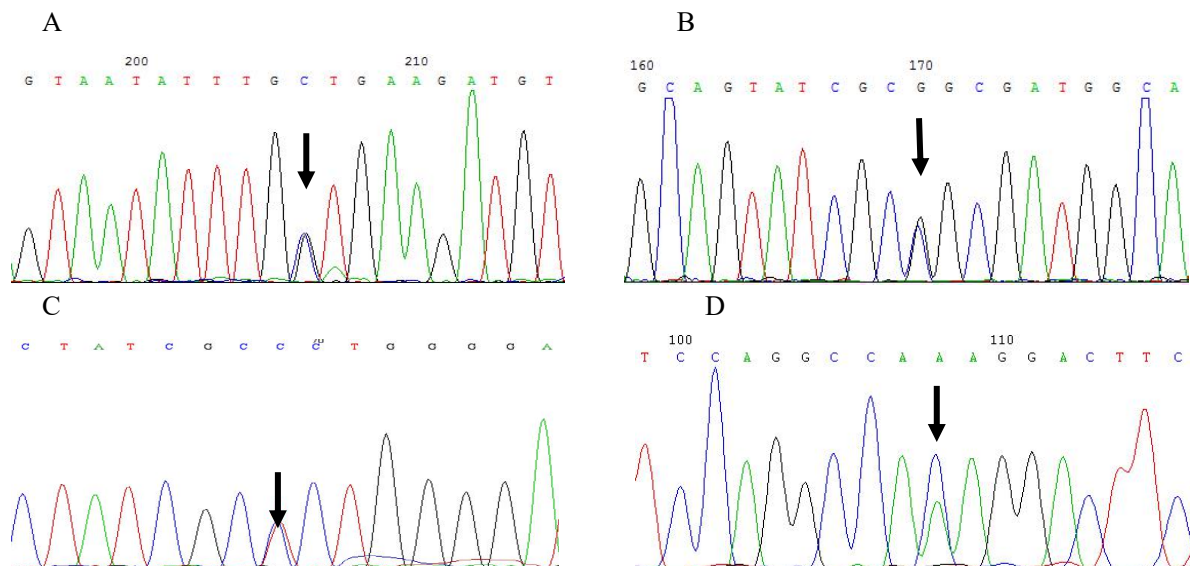 A
200 210
G T A A T A T T T G C T G A A G A T G T
B
160 170
G C A G T A T C G C G G C G A T G G C A
C
C T A T C G C C C T G G G G A
D
100 110
T C C A G G C C A A A G G A C T T C